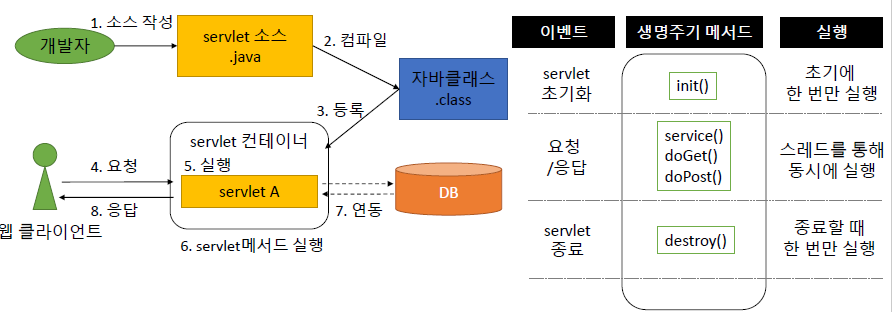 1. 소스 작성
개발자
servlet 소스
.java
2. 컴파일
자바클래스
.class
3. 등록
servlet 컨테이너
4. 요청
5. 실행
servlet A
DB
8. 응답
7. 연동
웹 클라이언트
6. servlet메서드 실행
이벤트
생명주기 메서드
실행
servlet
초기화
init()
초기에
한 번만 실행
요청
/응답
service()
doGet()
doPost()
스레드를 통해
동시에 실행
servlet
종료
destroy()
종료할 때
한 번만 실행